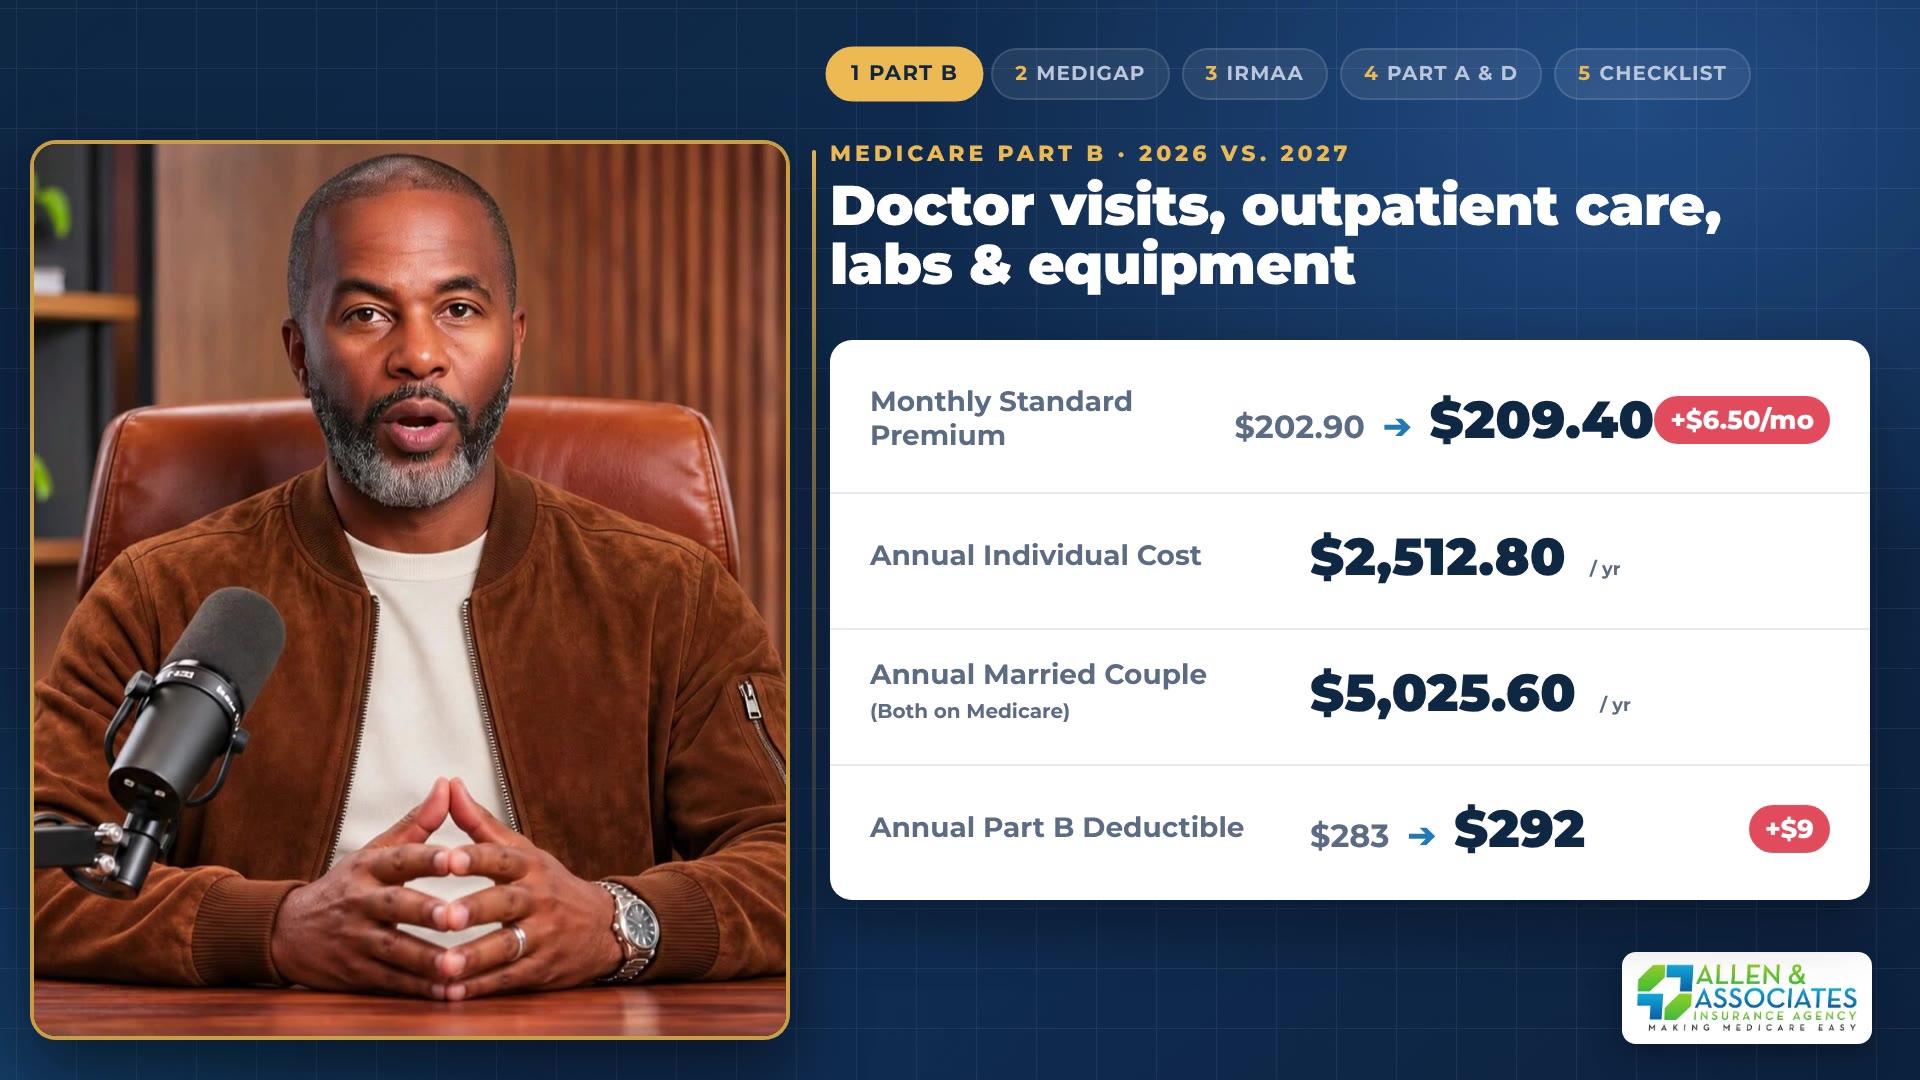 1 PART B
2 MEDIGAP
3 IRMAA
4 PART A & D
5 CHECKLIST
MEDICARE PART B · 2026 VS. 2027
Doctor visits, outpatient care,
labs & equipment
Monthly Standard
Premium
$202.90 ➔ $209.40 +$6.50/mo
Annual Individual Cost
$2,512.80 / yr
Annual Married Couple
(Both on Medicare)
$5,025.60 / yr
Annual Part B Deductible
$283 ➔ $292 +$9
ALLEN &
ASSOCIATES
INSURANCE AGENCY
MAKING MEDICARE EASY